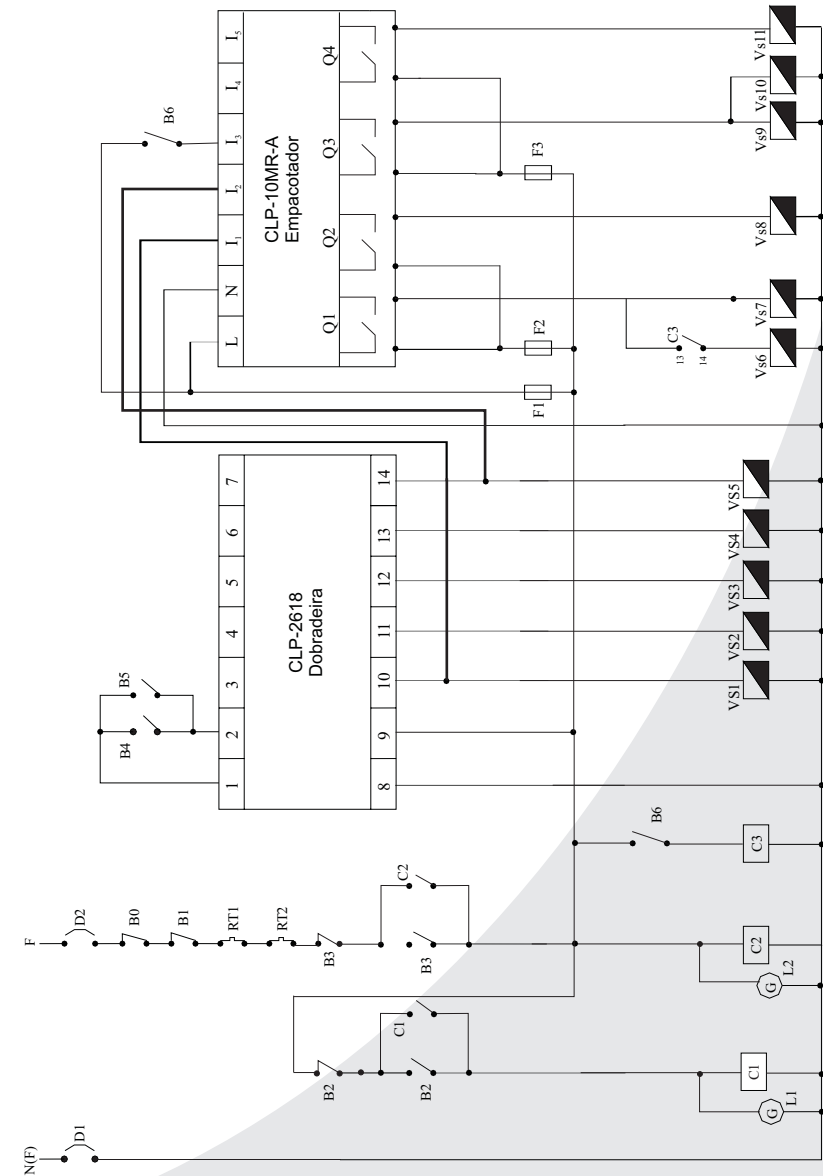 N(F)
D1
B2
B2
C1
C1
G
L1
F
D2
B0
B1
RT1
RT2
B3
B3
C2
C2
G
L2
B6
C3
B4
B5
1
2
3
4
5
6
7
CLP-2618
Dobradeira
8
9
10
11
12
13
14
VS1
VS2
VS3
VS4
VS5
B6
L
N
I1
I2
I3
I4
I5
CLP-10MR-A
Empacotador
Q1
Q2
Q3
Q4
F1
F2
F3
C3
13
14
Vs6
Vs7
Vs8
Vs9
Vs10
Vs11